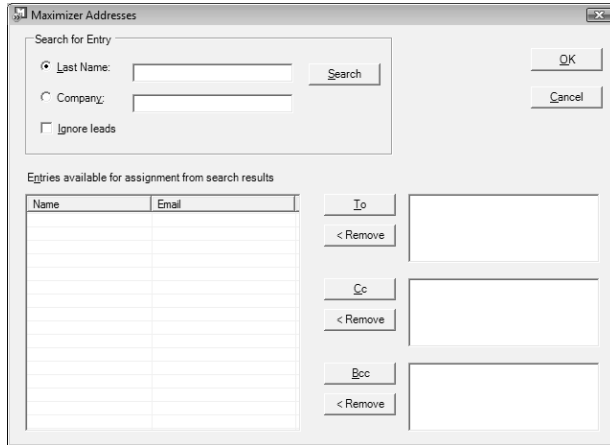 Maximizer Addresses
Search for Entry
Last Name:
Search
OK
Company:
Cancel
Ignore leads
Entries available for assignment from search results
Name Email
To
< Remove
Cc
< Remove
Bcc
< Remove